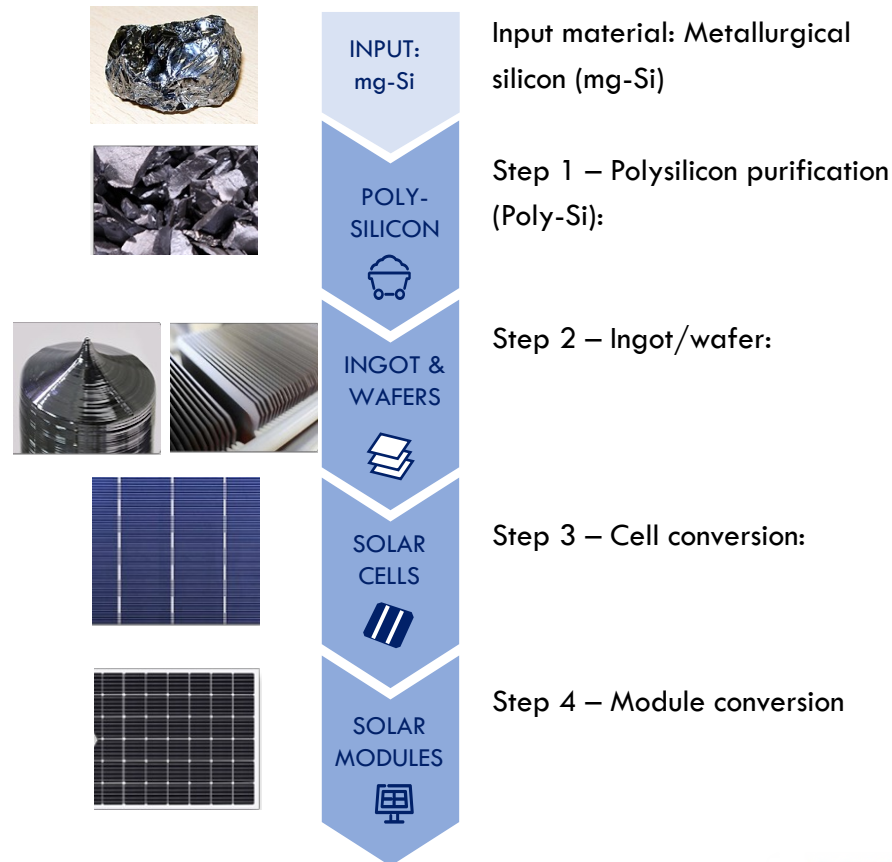 INPUT:
mg-Si
Input material: Metallurgical
silicon (mg-Si)
POLY-
SILICON
Step 1 – Polysilicon purification
(Poly-Si):
INGOT &
WAFERS
Step 2 – Ingot/wafer:
SOLAR
CELLS
Step 3 – Cell conversion:
SOLAR
MODULES
Step 4 – Module conversion